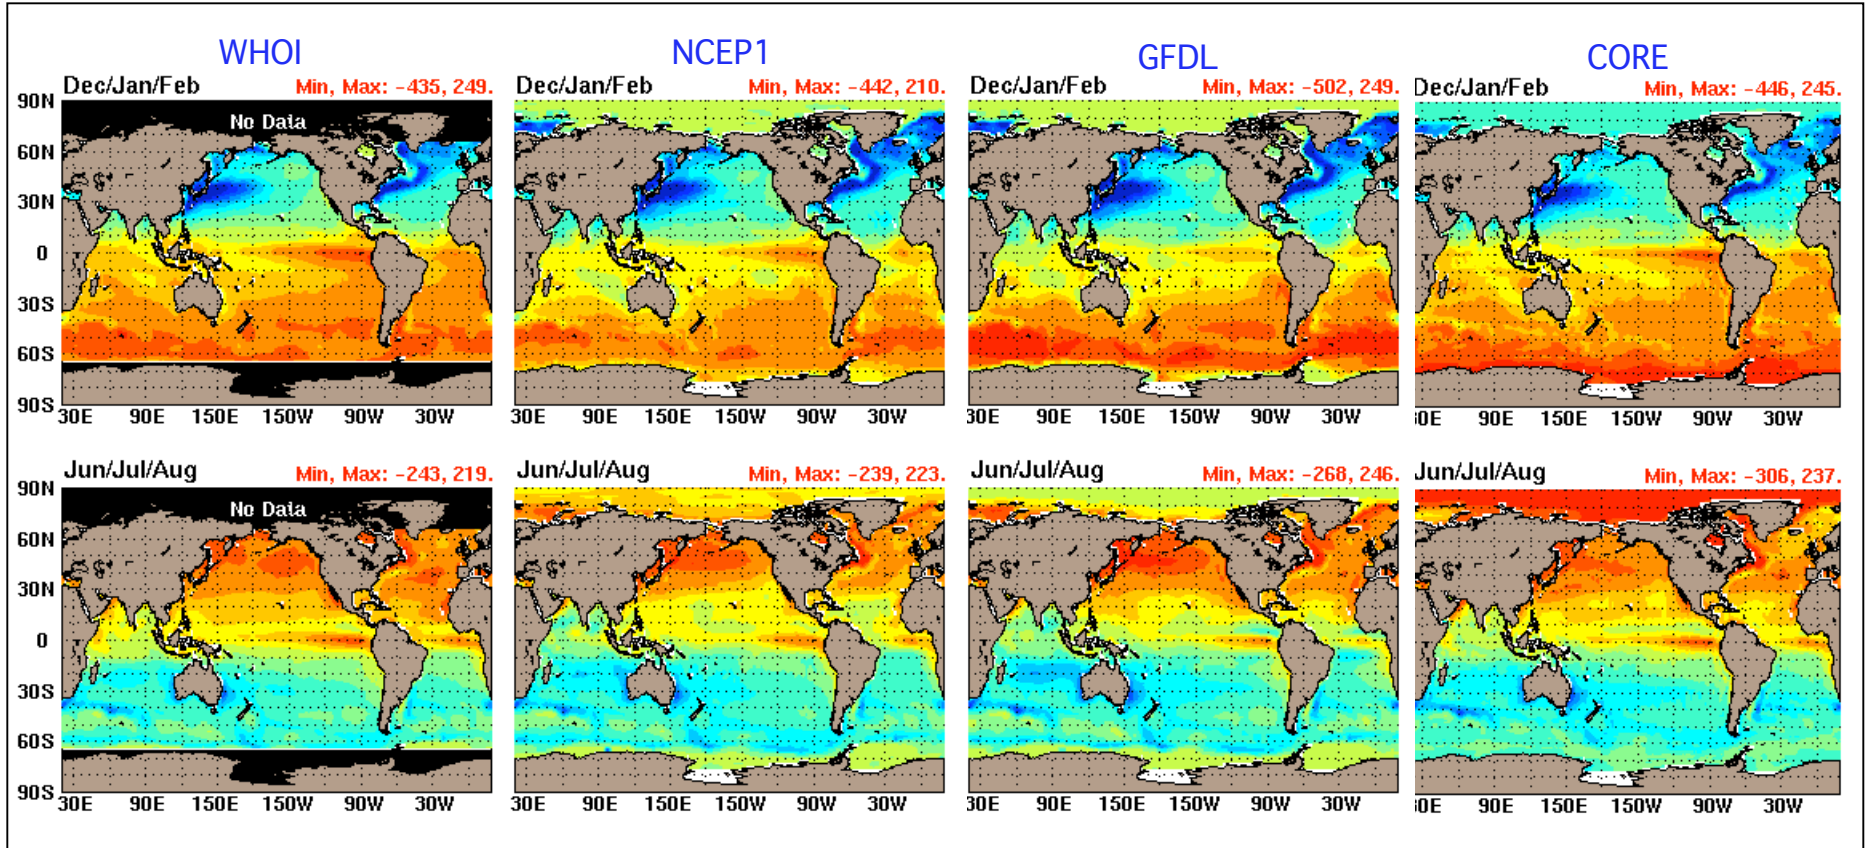 WHOI NCEP1 GFDL CORE
Dec/Jan/Feb Min, Max: -435, 249. Dec/Jan/Feb Min, Max: -442, 210. Dec/Jan/Feb Min, Max: -502, 249. Dec/Jan/Feb Min, Max: -446, 245.
90N
No Data
60N
30N
0
30S
60S
90S
30E 90E 150E 150W 90W 30W 30E 90E 150E 150W 90W 30W 30E 90E 150E 150W 90W 30W 30E 90E 150E 150W 90W 30W
Jun/Jul/Aug Min, Max: -243, 219. Jun/Jul/Aug Min, Max: -239, 223. Jun/Jul/Aug Min, Max: -268, 246. Jun/Jul/Aug Min, Max: -306, 237.
90N
No Data
60N
30N
0
30S
60S
90S
30E 90E 150E 150W 90W 30W 30E 90E 150E 150W 90W 30W 30E 90E 150E 150W 90W 30W 30E 90E 150E 150W 90W 30W